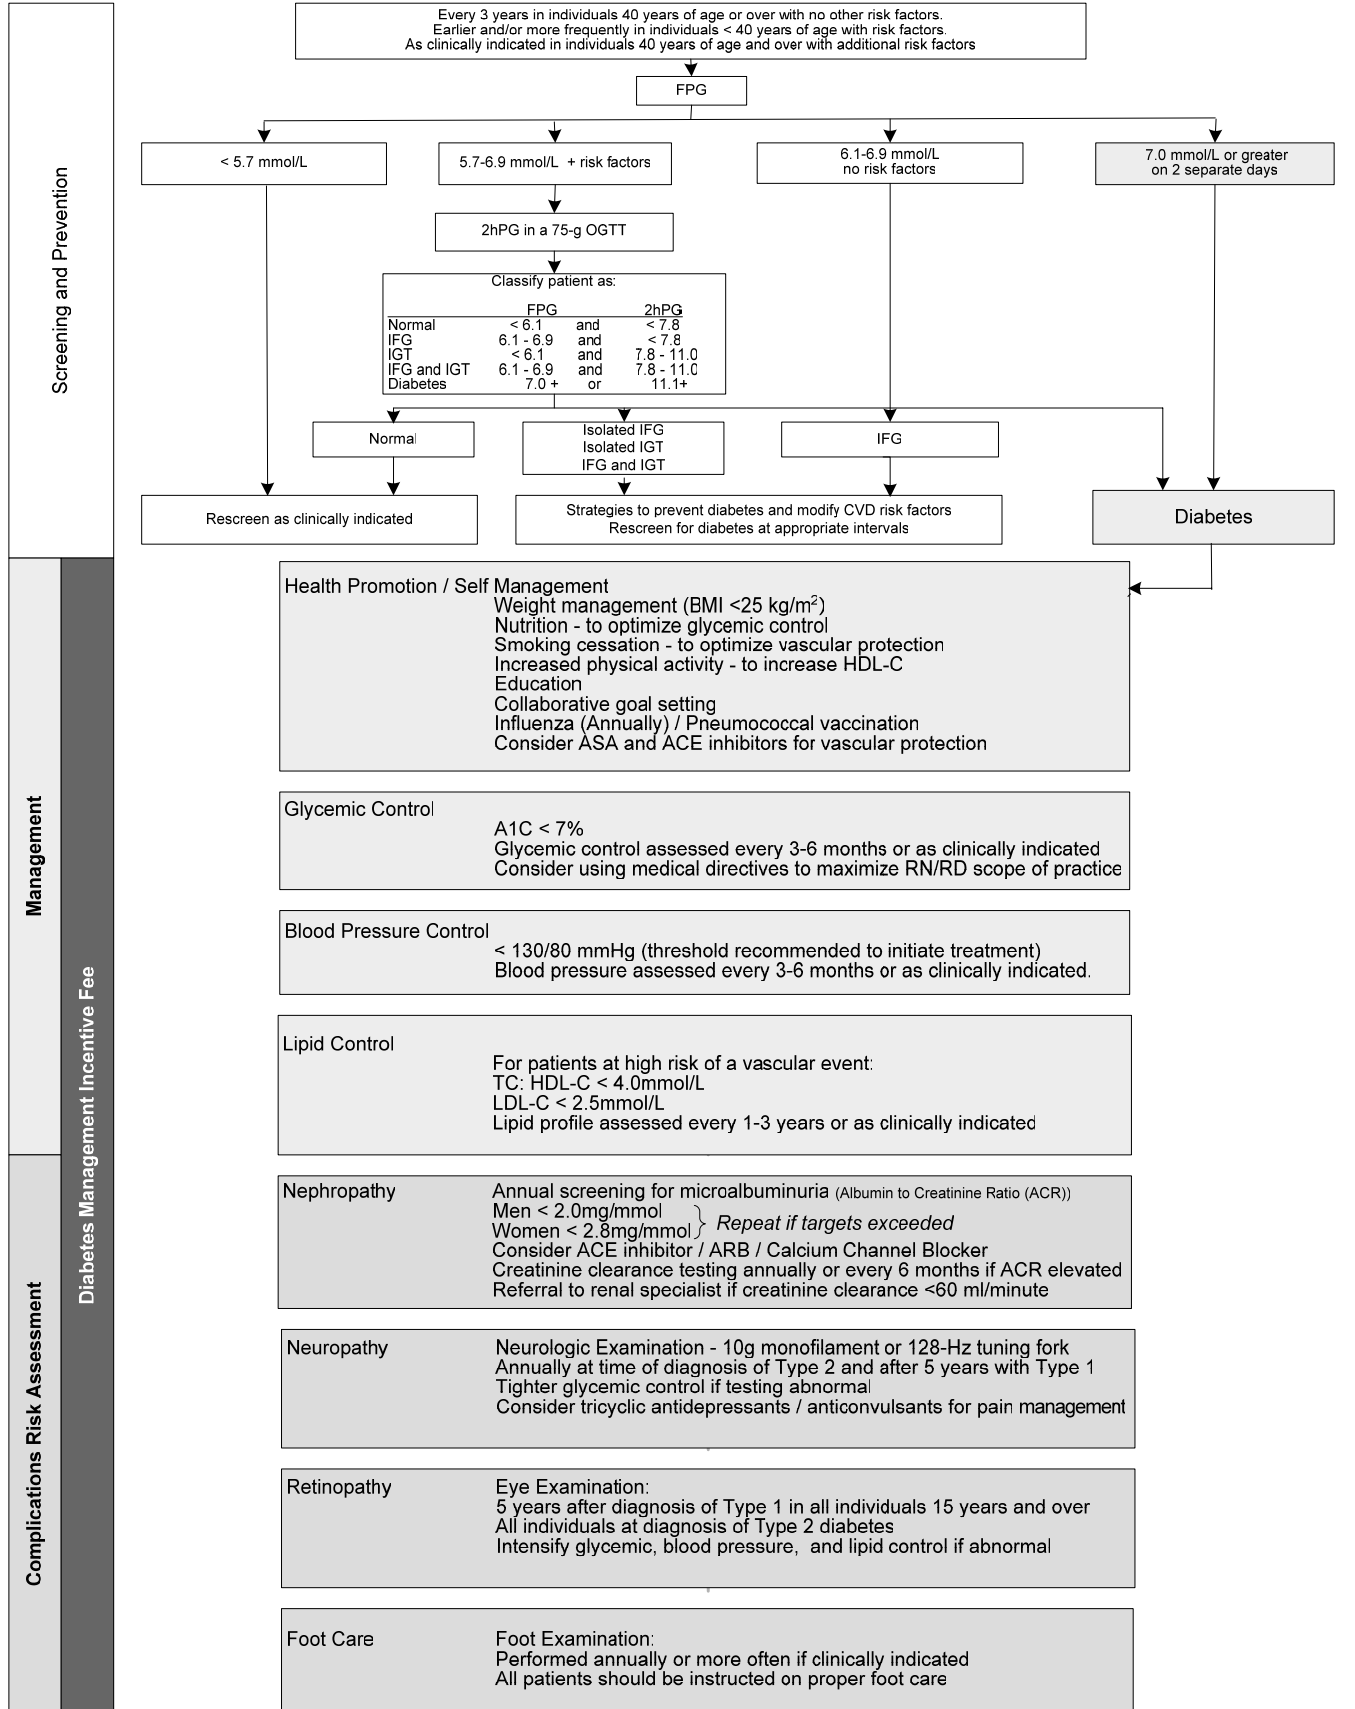 Every 3 years in individuals 40 years of age or over with no other risk factors.
Earlier and/or more frequently in individuals < 40 years of age with risk factors.
As clinically indicated in individuals 40 years of age and over with additional risk factors
FPG
< 5.7 mmol/L
5.7-6.9 mmol/L + risk factors
6.1-6.9 mmol/L
no risk factors
7.0 mmol/L or greater
on 2 separate days
2hPG in a 75-g OGTT
Classify patient as:
FPG 2hPG
Normal < 6.1 and < 7.8
IFG 6.1 - 6.9 and < 7.8
IGT < 6.1 and 7.8 - 11.0
IFG and IGT 6.1 - 6.9 and 7.8 - 11.0
Diabetes 7.0 + or 11.1+
Normal
Isolated IFG
Isolated IGT
IFG and IGT
IFG
Rescreen as clinically indicated
Strategies to prevent diabetes and modify CVD risk factors
Rescreen for diabetes at appropriate intervals
Diabetes
Screening and Prevention
Management
Diabetes Management Incentive Fee
Health Promotion / Self Management
Weight management (BMI <25 kg/m²)
Nutrition - to optimize glycemic control
Smoking cessation - to optimize vascular protection
Increased physical activity - to increase HDL-C
Education
Collaborative goal setting
Influenza (Annually) / Pneumococcal vaccination
Consider ASA and ACE inhibitors for vascular protection
Glycemic Control
A1C < 7%
Glycemic control assessed every 3-6 months or as clinically indicated
Consider using medical directives to maximize RN/RD scope of practice
Blood Pressure Control
< 130/80 mmHg (threshold recommended to initiate treatment)
Blood pressure assessed every 3-6 months or as clinically indicated.
Lipid Control
For patients at high risk of a vascular event:
TC: HDL-C < 4.0mmol/L
LDL-C < 2.5mmol/L
Lipid profile assessed every 1-3 years or as clinically indicated
Complications Risk Assessment
Nephropathy Annual screening for microalbuminuria (Albumin to Creatinine Ratio (ACR))
Men < 2.0mg/mmol
Women < 2.8mg/mmol } Repeat if targets exceeded
Consider ACE inhibitor / ARB / Calcium Channel Blocker
Creatinine clearance testing annually or every 6 months if ACR elevated
Referral to renal specialist if creatinine clearance <60 ml/minute
Neuropathy Neurologic Examination - 10g monofilament or 128-Hz tuning fork
Annually at time of diagnosis of Type 2 and after 5 years with Type 1
Tighter glycemic control if testing abnormal
Consider tricyclic antidepressants / anticonvulsants for pain management
Retinopathy Eye Examination:
5 years after diagnosis of Type 1 in all individuals 15 years and over
All individuals at diagnosis of Type 2 diabetes
Intensify glycemic, blood pressure, and lipid control if abnormal
Foot Care Foot Examination:
Performed annually or more often if clinically indicated
All patients should be instructed on proper foot care